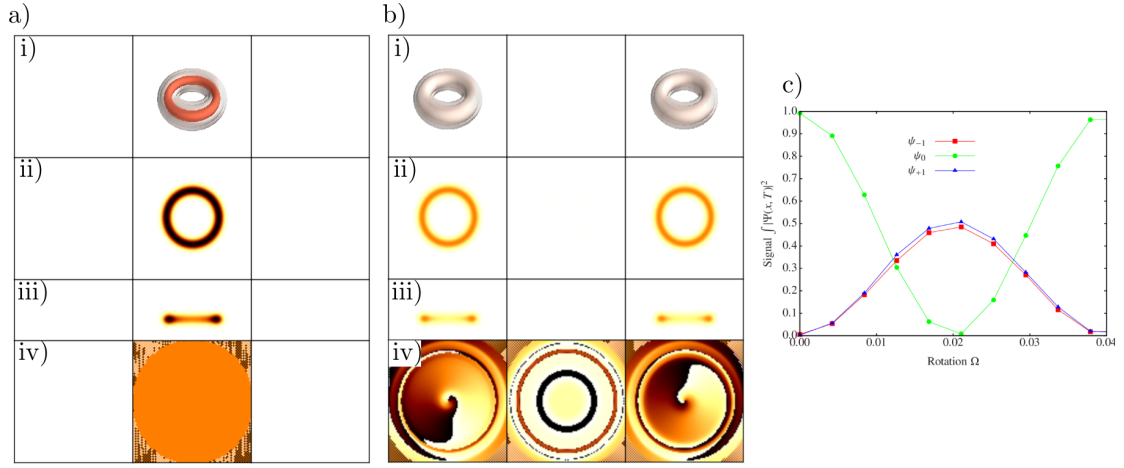 a)
i)
ii)
iii)
iv)
b)
i)
ii)
iii)
iv)
c)
Signal ∫ |Ψ(x, T)|²
1.0
0.9
0.8
0.7
0.6
0.5
0.4
0.3
0.2
0.1
0.0
ψ₋₁
ψ₀
ψ₊₁
0.00 0.01 0.02 0.03 0.04
Rotation Ω